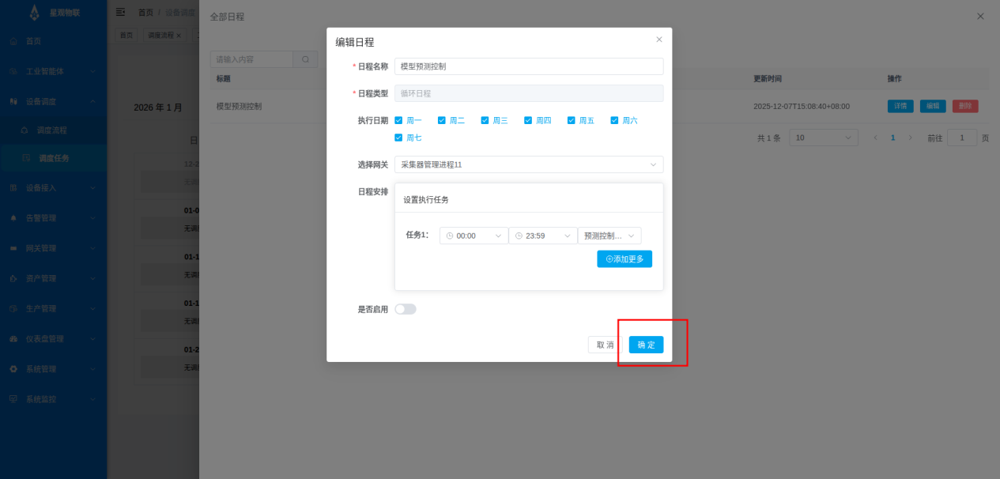 星观物联
首页
工业智能体
设备调度
调度流程
调度任务
设备接入
告警管理
网关管理
资产管理
生产管理
仪表盘管理
系统管理
系统监控
首页 / 设备调度
首页
调度流程 ×
2026 年 1 月
日
12-2
无调
01-0
无调
01-1
无调
01-1
无调
01-2
无调
全部日程
请输入内容
标题
更新时间
操作
模型预测控制
2025-12-07T15:08:40+08:00
详情
编辑
删除
共 1 条
10
1
前往
1
页
编辑日程
* 日程名称
模型预测控制
* 日程类型
循环日程
执行日期
周一
周二
周三
周四
周五
周六
周七
选择网关
采集器管理进程11
日程安排
设置执行任务
任务1：
00:00
23:59
预测控制...
添加更多
是否启用
取 消
确 定